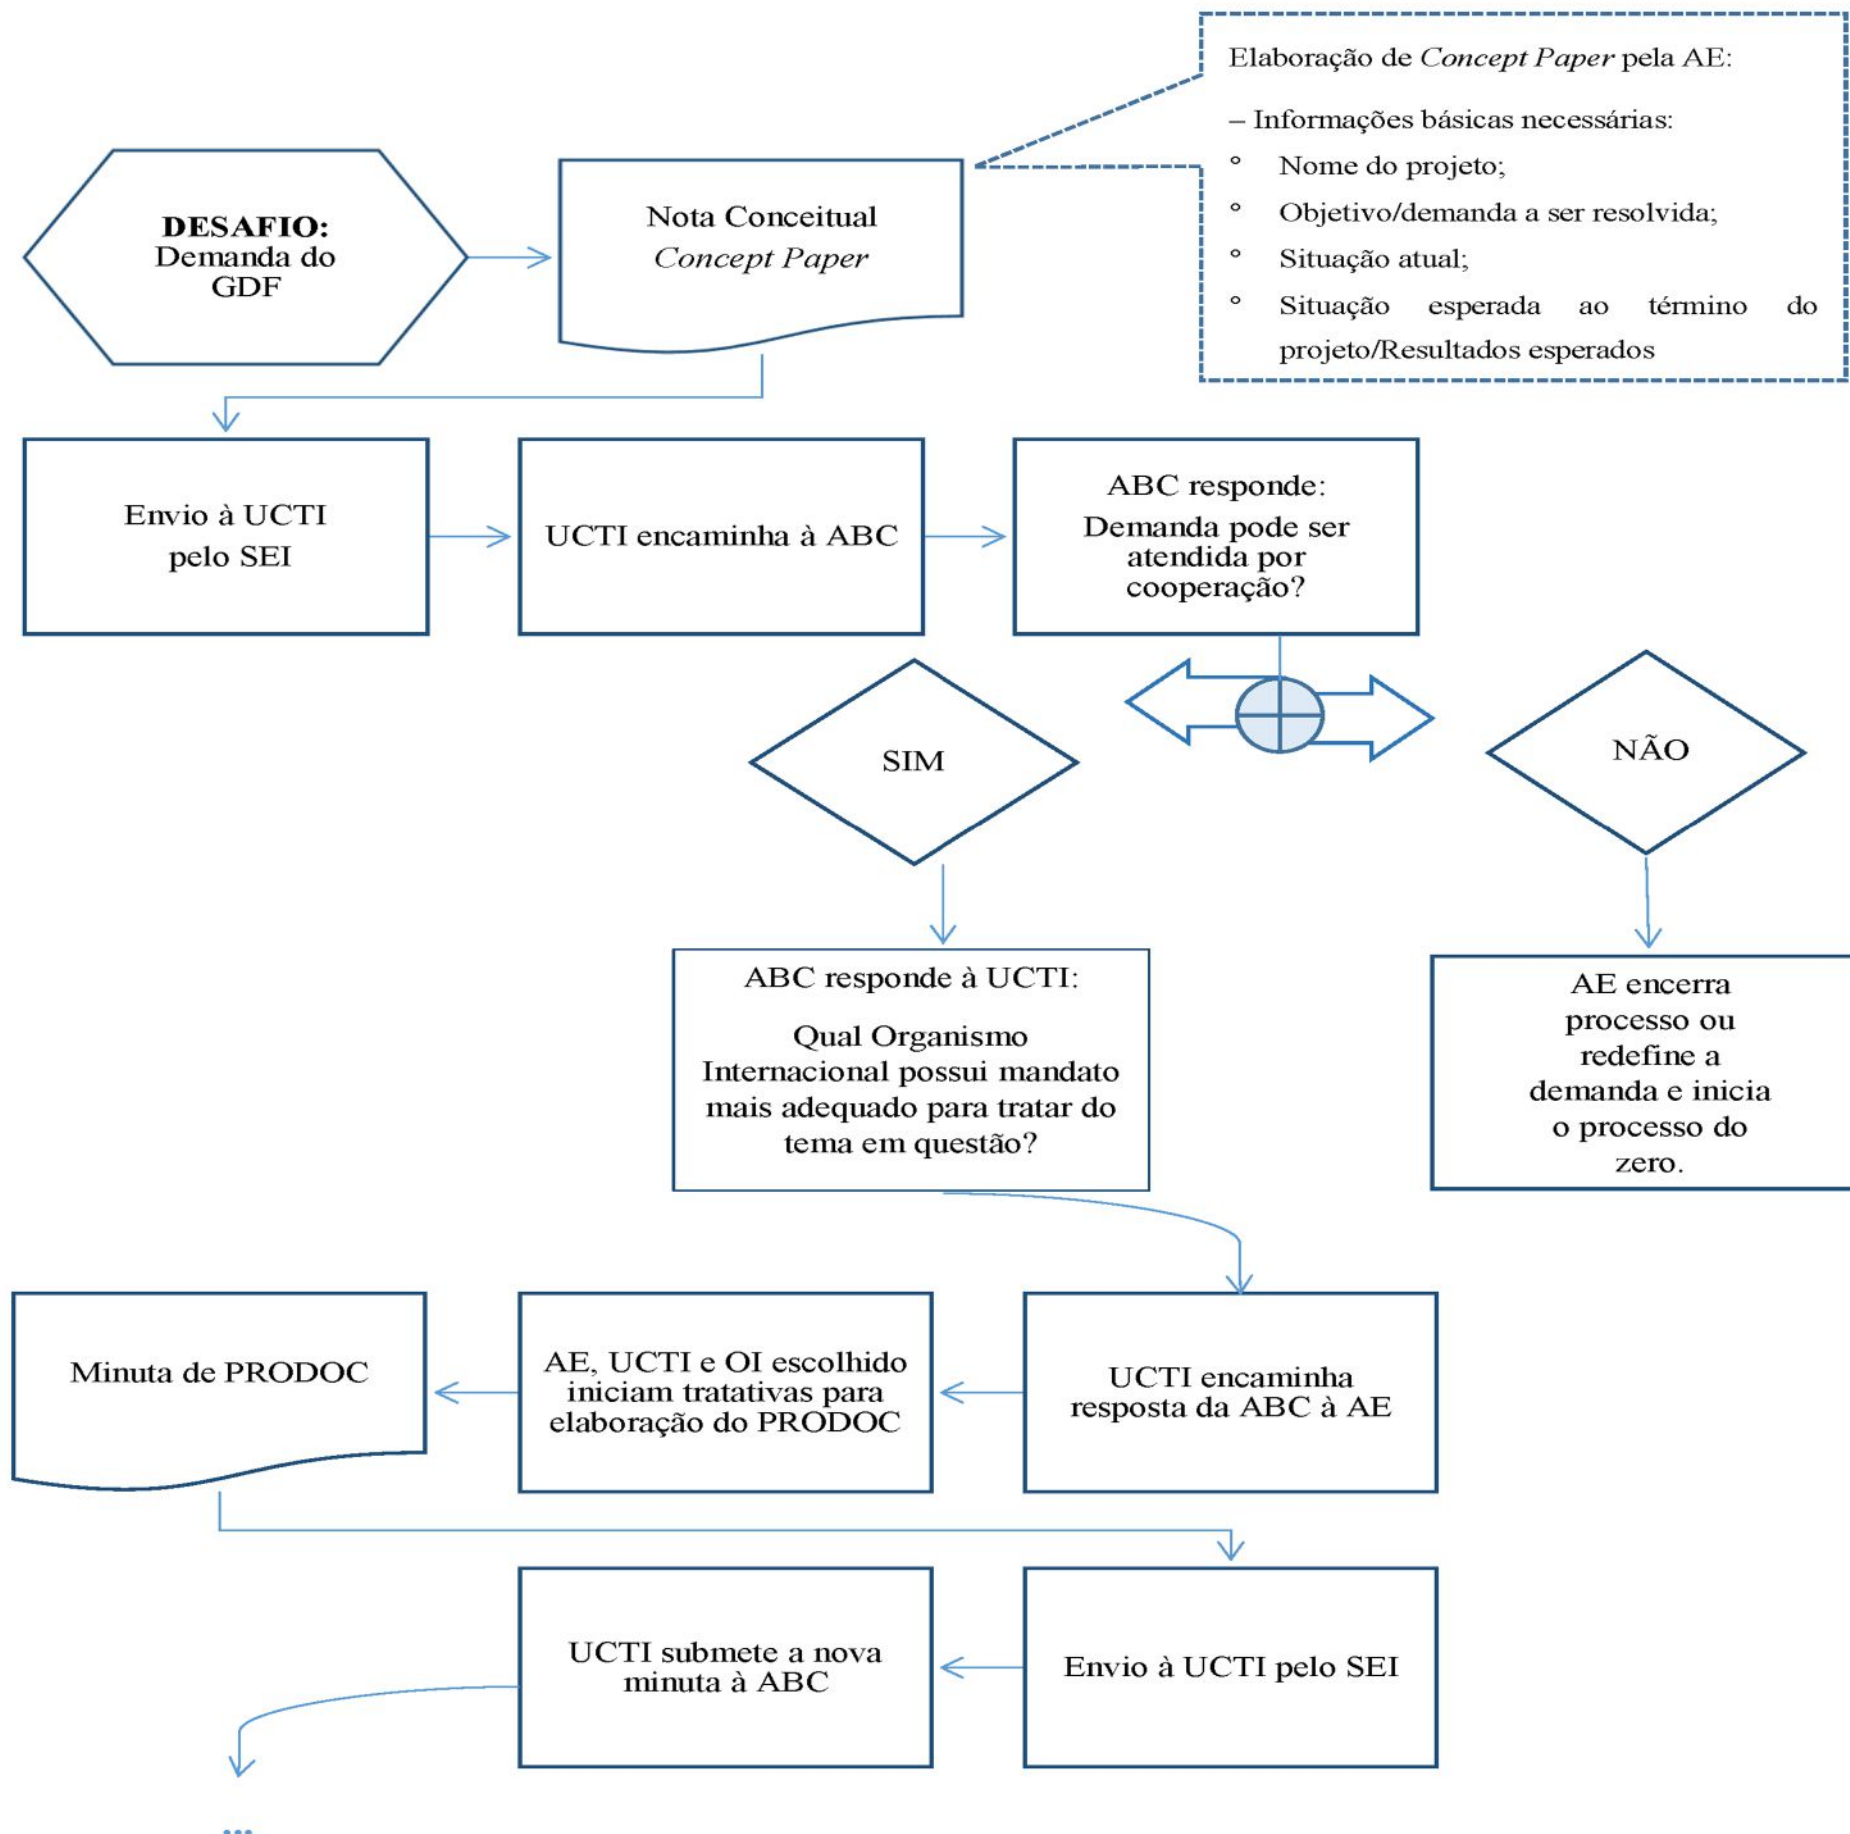 Elaboração de Concept Paper pela AE:
– Informações básicas necessárias:
° Nome do projeto;
° Objetivo/demanda a ser resolvida;
° Situação atual;
° Situação esperada ao término do
projeto/Resultados esperados
DESAFIO:
Demanda do
GDF
Nota Conceitual
Concept Paper
Envio à UCTI
pelo SEI
UCTI encaminha à ABC
ABC responde:
Demanda pode ser
atendida por
cooperação?
SIM
NÃO
ABC responde à UCTI:
Qual Organismo
Internacional possui mandato
mais adequado para tratar do
tema em questão?
AE encerra
processo ou
redefine a
demanda e inicia
o processo do
zero.
UCTI encaminha
resposta da ABC à AE
AE, UCTI e OI escolhido
iniciam tratativas para
elaboração do PRODOC
Minuta de PRODOC
Envio à UCTI pelo SEI
UCTI submete a nova
minuta à ABC
...